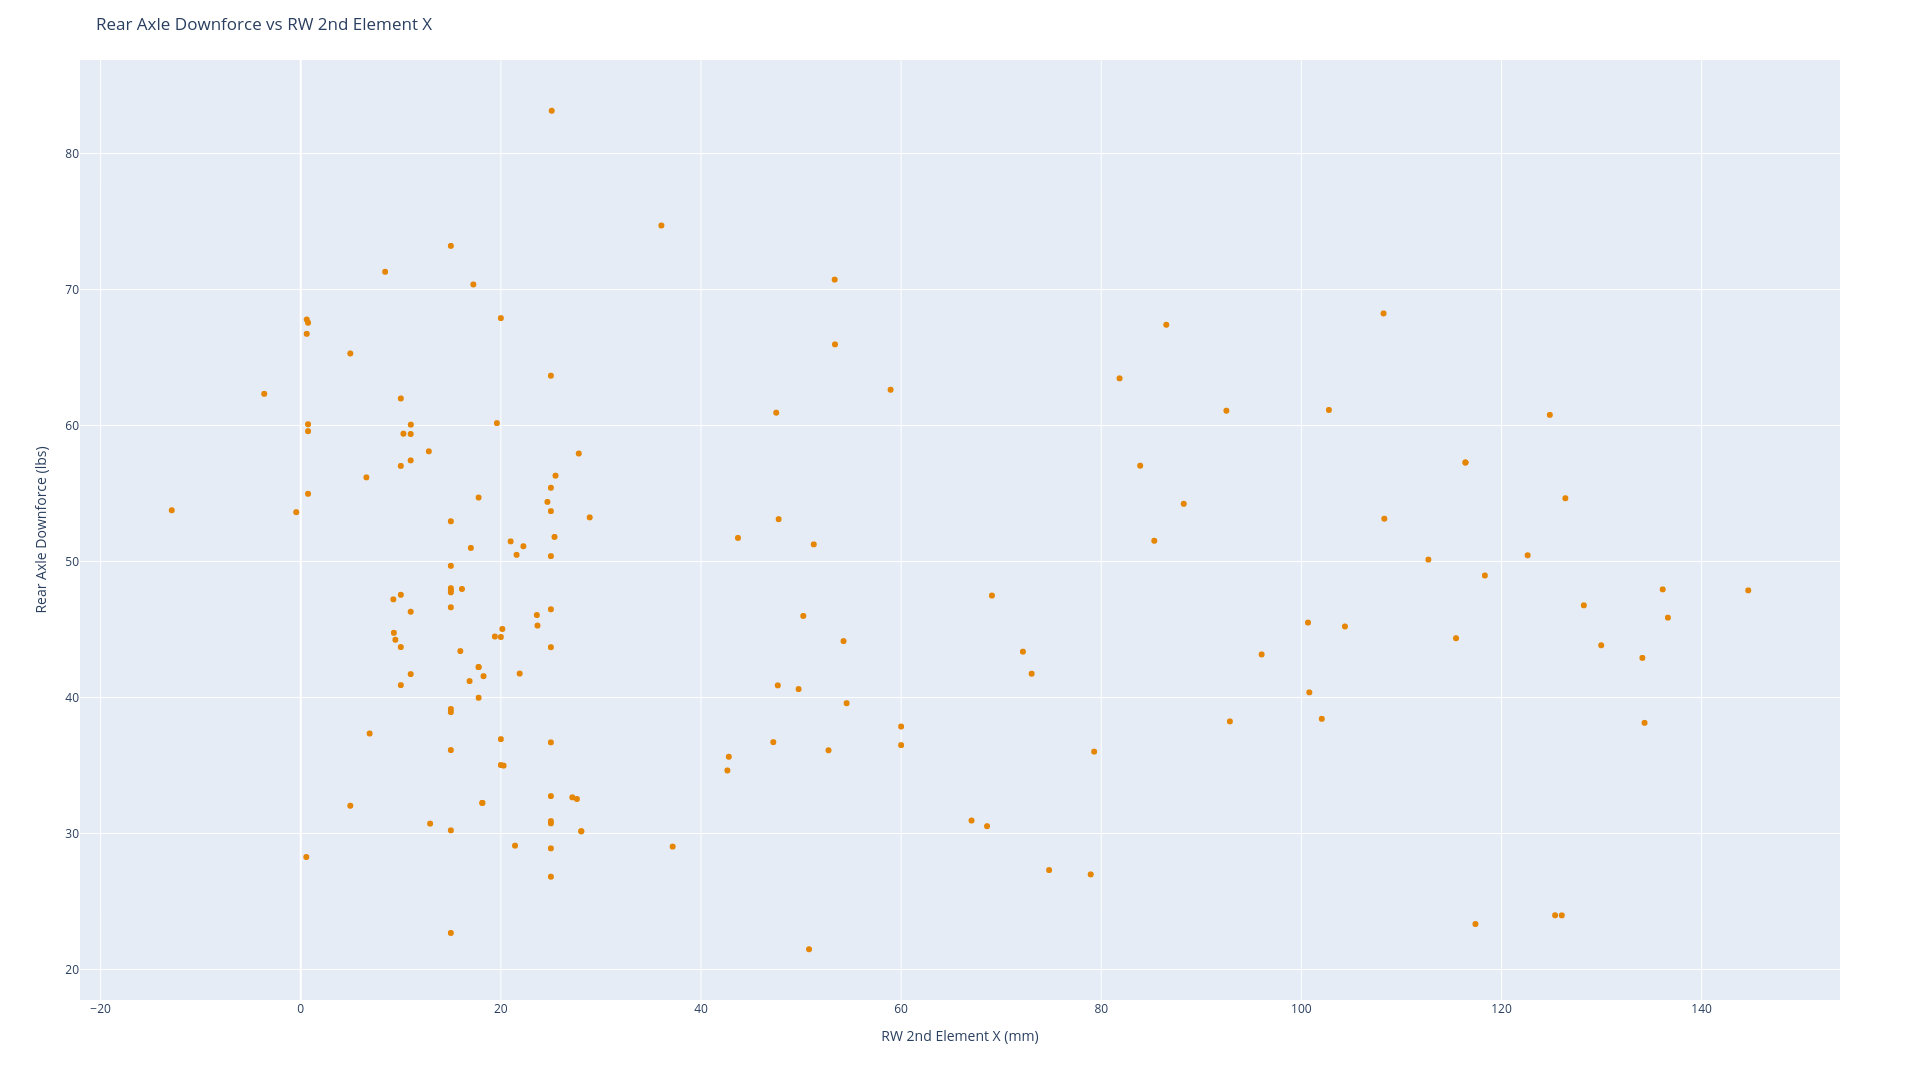 Rear Axle Downforce vs RW 2nd Element X
Rear Axle Downforce (lbs)
80
70
60
50
40
30
20
−20 0 20 40 60 80 100 120 140
RW 2nd Element X (mm)